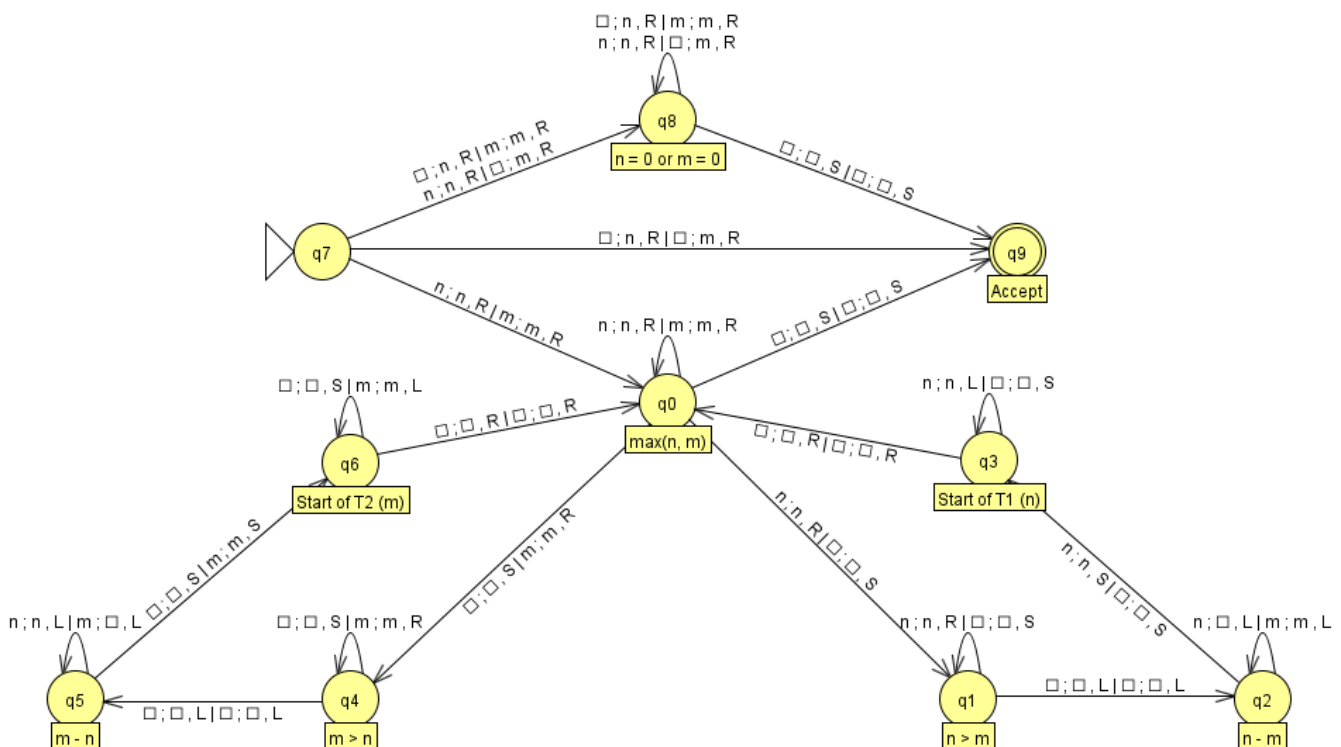 □ ; n , R | m ; m , R
n ; n , R | □ ; m , R
q8
n = 0 or m = 0
□ ; n , R | m ; m , R
n ; n , R | □ ; m , R
□ ; □ , S | □ ; □ , S
q7
□ ; n , R | □ ; m , R
q9
Accept
n ; n , R | m ; m , R
n ; n , R | m ; m , R
□ ; □ , S | □ ; □ , S
□ ; □ , S | m ; m , L
n ; n , L | □ ; □ , S
q0
max(n, m)
□ ; □ , R | □ ; □ , R
□ ; □ , R | □ ; □ , R
q6
Start of T2 (m)
q3
Start of T1 (n)
□ ; □ , S | m ; m , S
□ ; □ , S | m ; m , R
n ; n , R | □ ; □ , S
n ; n , S | □ ; □ , S
n ; n , L | m ; □ , L
□ ; □ , S | m ; m , R
n ; n , R | □ ; □ , S
n ; □ , L | m ; m , L
q5
m - n
□ ; □ , L | □ ; □ , L
q4
m > n
q1
n > m
□ ; □ , L | □ ; □ , L
q2
n - m